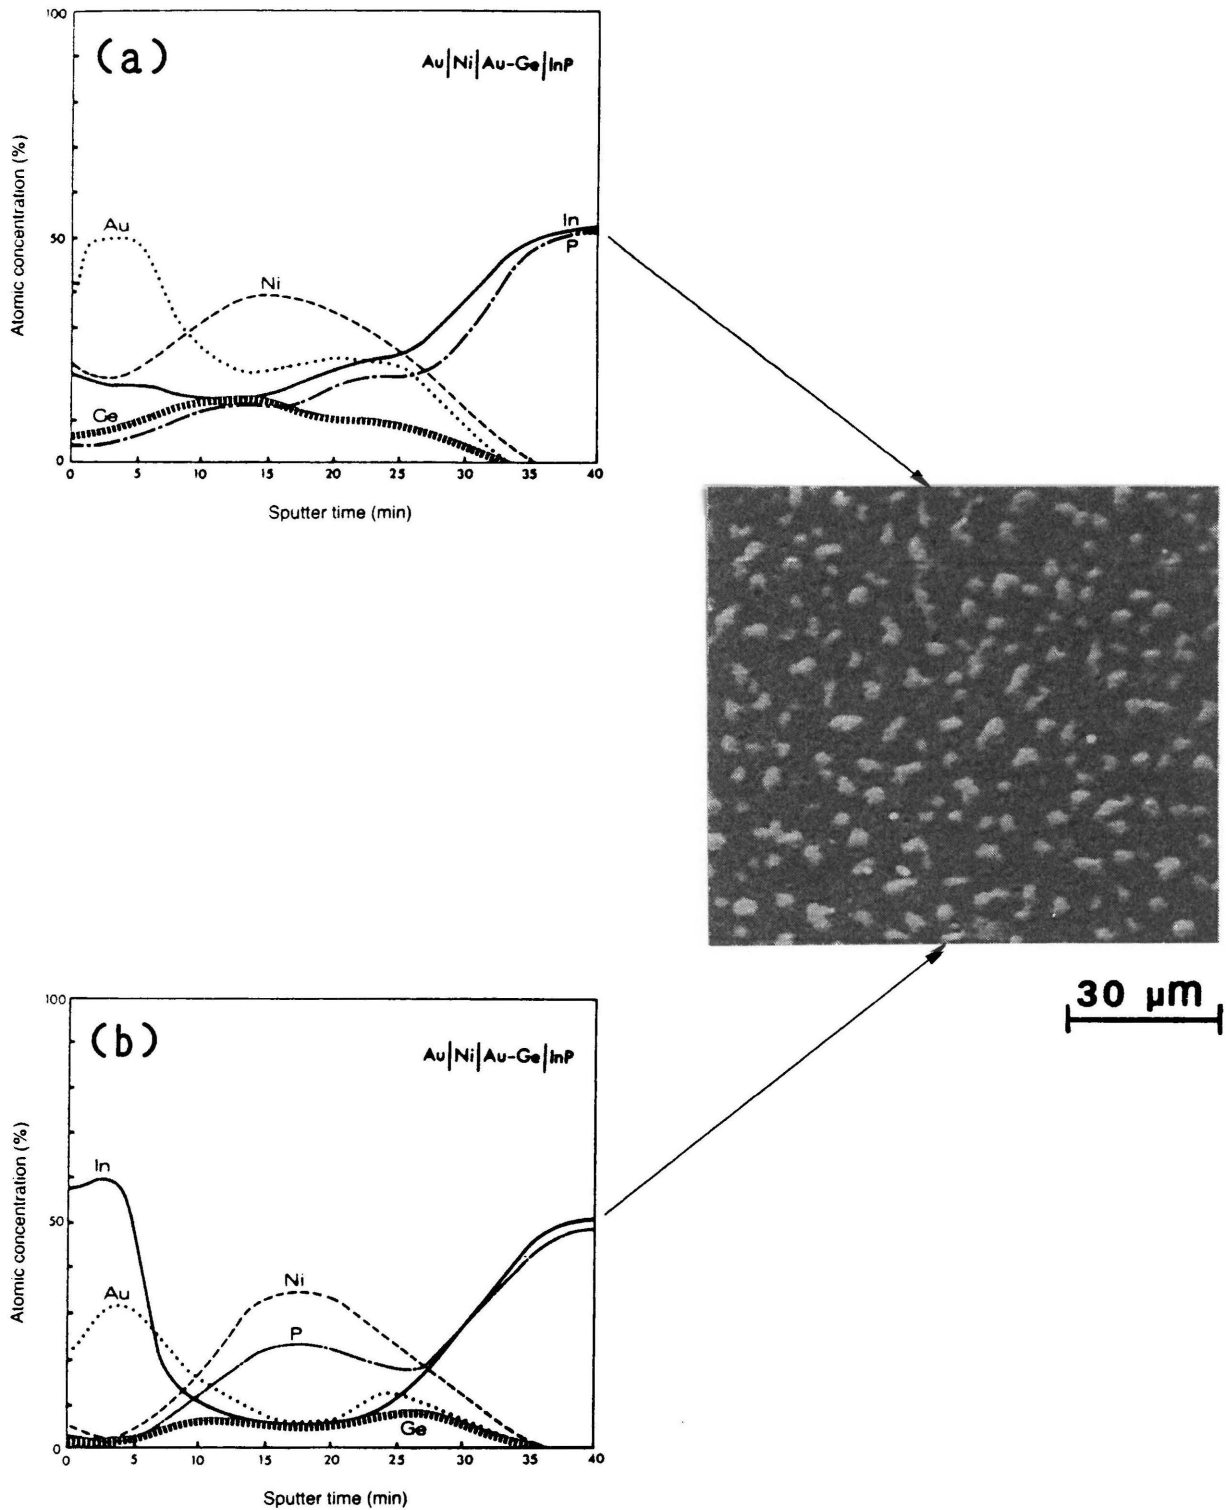 100
(a)
Au|Ni|Au-Ge|InP
Atomic concentration (%)
Au
50
In
P
Ni
Ge
0
0 5 10 15 20 25 30 35 40
Sputter time (min)
30 µm
100
(b)
Au|Ni|Au-Ge|InP
Atomic concentration (%)
In
50
Au
Ni
P
Ge
0
0 5 10 15 20 25 30 35 40
Sputter time (min)